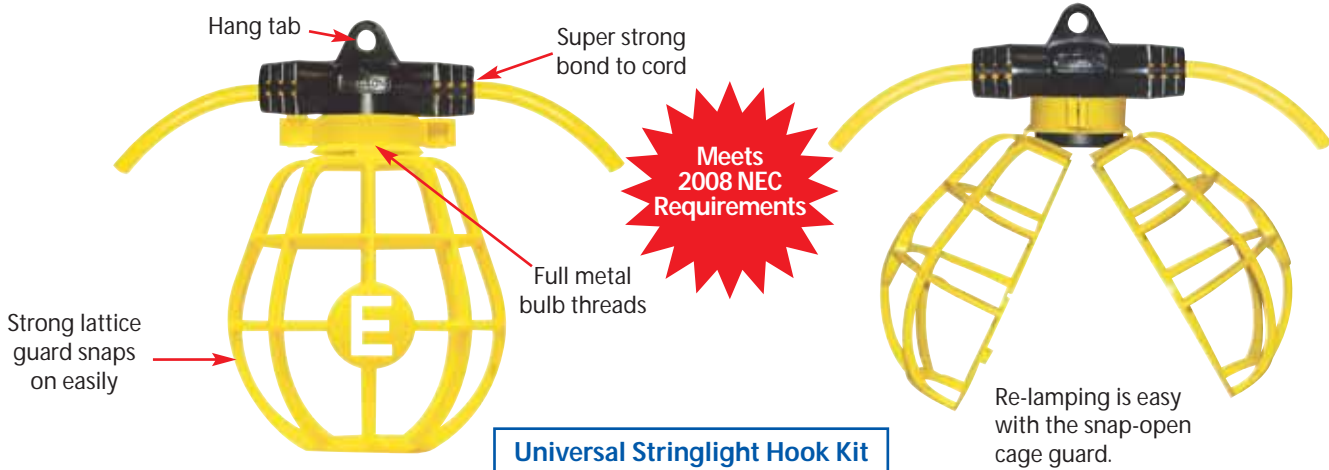 Hang tab
Super strong
bond to cord
Meets
2008 NEC
Requirements
Full metal
bulb threads
Strong lattice
guard snaps
on easily
E
Re-lamping is easy
with the snap-open
cage guard.
Universal Stringlight Hook Kit